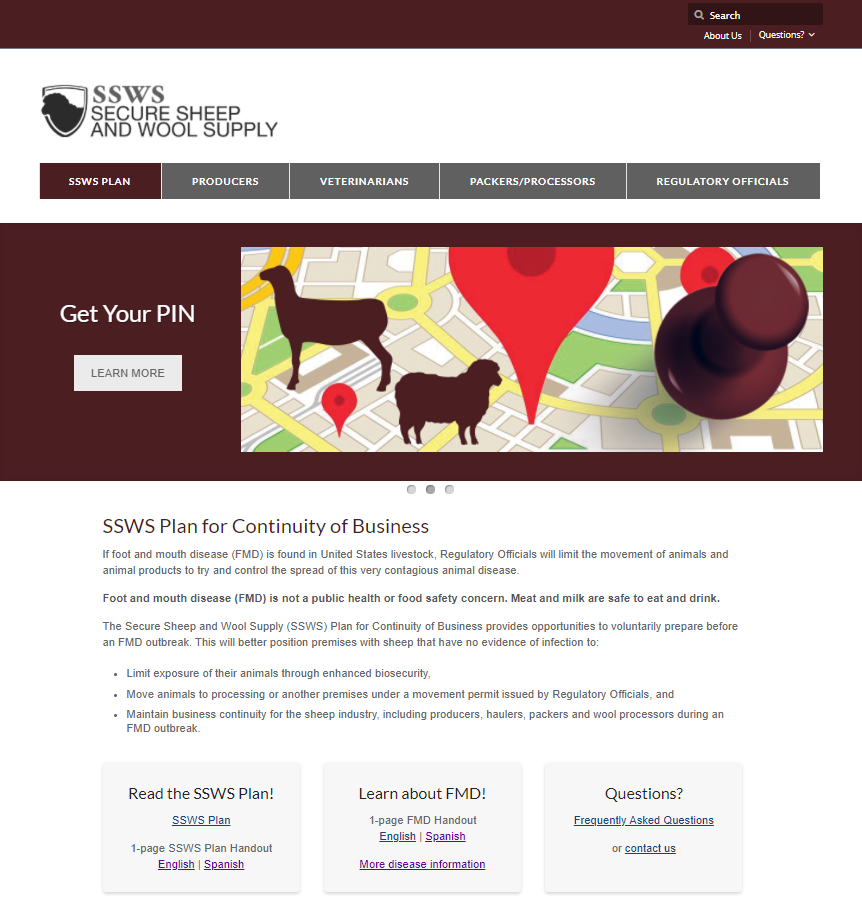 Search
About Us
Questions?
SSWS
SECURE SHEEP
AND WOOL SUPPLY
SSWS PLAN
PRODUCERS
VETERINARIANS
PACKERS/PROCESSORS
REGULATORY OFFICIALS
Get Your PIN
LEARN MORE
SSWS Plan for Continuity of Business
If foot and mouth disease (FMD) is found in United States livestock, Regulatory Officials will limit the movement of animals and
animal products to try and control the spread of this very contagious animal disease.
Foot and mouth disease (FMD) is not a public health or food safety concern. Meat and milk are safe to eat and drink.
The Secure Sheep and Wool Supply (SSWS) Plan for Continuity of Business provides opportunities to voluntarily prepare before
an FMD outbreak. This will better position premises with sheep that have no evidence of infection to:
• Limit exposure of their animals through enhanced biosecurity,
• Move animals to processing or another premises under a movement permit issued by Regulatory Officials, and
• Maintain business continuity for the sheep industry, including producers, haulers, packers and wool processors during an
FMD outbreak.
Read the SSWS Plan!
SSWS Plan
1-page SSWS Plan Handout
English | Spanish
Learn about FMD!
1-page FMD Handout
English | Spanish
More disease information
Questions?
Frequently Asked Questions
or contact us